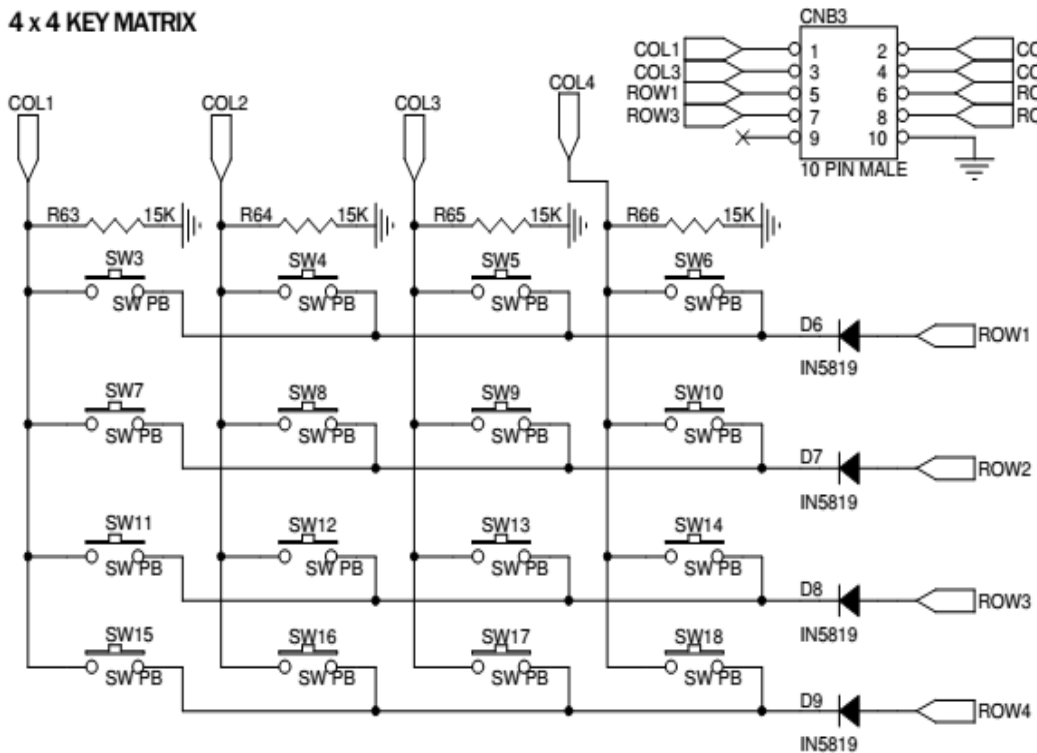 4 x 4 KEY MATRIX
CNB3
COL1 1 2
COL3 3 4
ROW1 5 6
ROW3 7 8
9 10
10 PIN MALE
COL1 COL2 COL3 COL4
R63 15K R64 15K R65 15K R66 15K
SW3 SW4 SW5 SW6
SW PB SW PB SW PB SW PB
D6 ROW1
IN5819
SW7 SW8 SW9 SW10
SW PB SW PB SW PB SW PB
D7 ROW2
IN5819
SW11 SW12 SW13 SW14
SW PB SW PB SW PB SW PB
D8 ROW3
IN5819
SW15 SW16 SW17 SW18
SW PB SW PB SW PB SW PB
D9 ROW4
IN5819